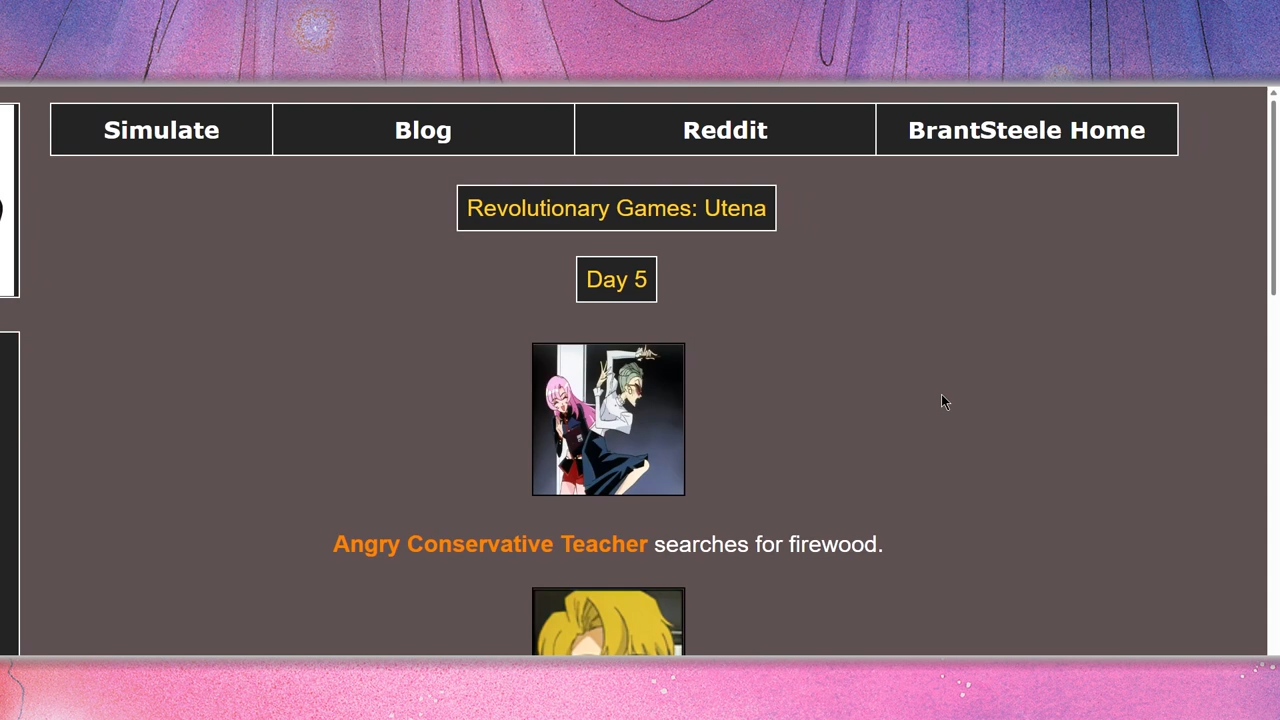 Simulate Blog Reddit BrantSteele Home
Revolutionary Games: Utena
Day 5
Angry Conservative Teacher searches for firewood.